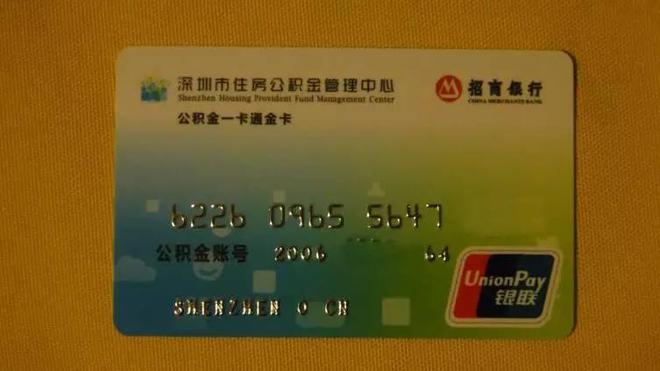 深圳市住房公积金管理中心
Shenzhen Housing Provident Fund Management Center
招商银行
CHINA MERCHANTS BANK
公积金一卡通金卡
6226 0965 5647
公积金账号 2006 64
UnionPay
银联
SHENZHEN 0 CN